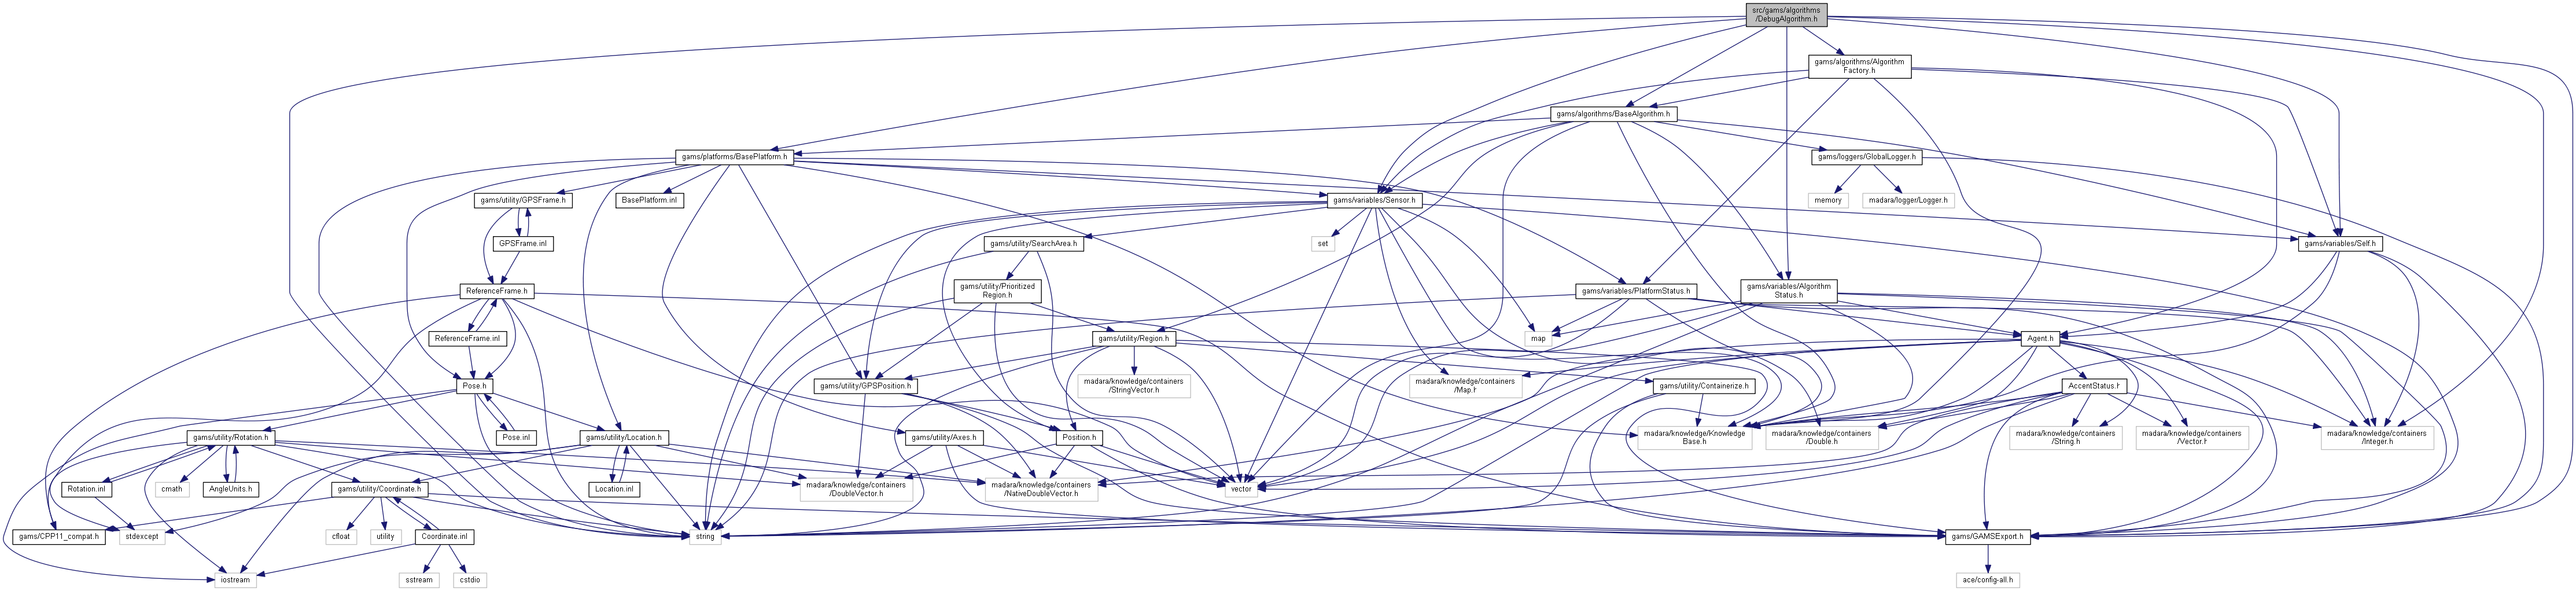 src/gams/algorithms
/DebugAlgorithm.h
gams/algorithms/Algorithm
Factory.h
gams/algorithms/BaseAlgorithm.h
gams/platforms/BasePlatform.h
gams/loggers/GlobalLogger.h
gams/utility/GPSFrame.h
BasePlatform.inl
gams/variables/Sensor.h
memory
madara/logger/Logger.h
GPSFrame.inl
gams/utility/SearchArea.h
set
gams/variables/Self.h
ReferenceFrame.h
gams/utility/Prioritized
Region.h
gams/variables/PlatformStatus.h
gams/variables/Algorithm
Status.h
ReferenceFrame.inl
gams/utility/Region.h
map
Agent.h
Pose.h
gams/utility/GPSPosition.h
madara/knowledge/containers
/StringVector.h
gams/utility/Containerize.h
madara/knowledge/containers
/Map.h
AccentStatus.h
gams/utility/Rotation.h
Pose.inl
gams/utility/Location.h
gams/utility/Axes.h
Position.h
madara/knowledge/Knowledge
Base.h
madara/knowledge/containers
/Double.h
madara/knowledge/containers
/String.h
madara/knowledge/containers
/Vector.h
madara/knowledge/containers
/Integer.h
Rotation.inl
cmath
AngleUnits.h
gams/utility/Coordinate.h
Location.inl
madara/knowledge/containers
/DoubleVector.h
madara/knowledge/containers
/NativeDoubleVector.h
vector
gams/CPP11_compat.h
stdexcept
cfloat
utility
Coordinate.inl
string
gams/GAMSExport.h
iostream
sstream
cstdio
ace/config-all.h